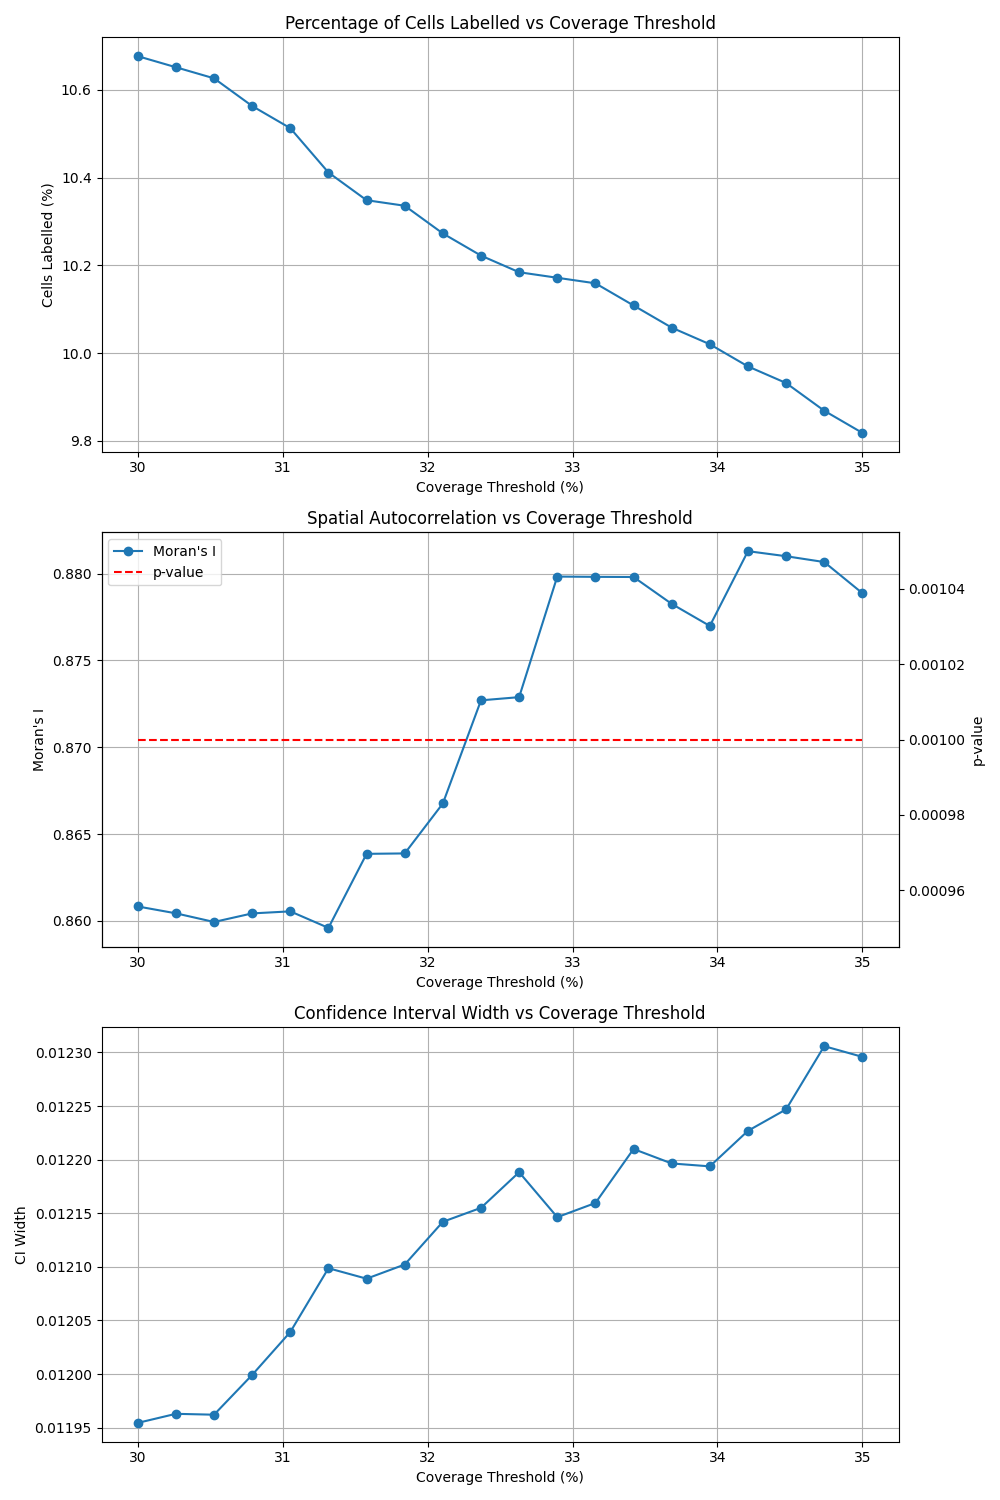 Percentage of Cells Labelled vs Coverage Threshold
10.6
10.4
10.2
10.0
9.8
Cells Labelled (%)
30 31 32 33 34 35
Coverage Threshold (%)
Spatial Autocorrelation vs Coverage Threshold
Moran's I
p-value
0.880
0.875
0.870
0.865
0.860
Moran's I
0.00104
0.00102
0.00100
0.00098
0.00096
p-value
30 31 32 33 34 35
Coverage Threshold (%)
Confidence Interval Width vs Coverage Threshold
0.01230
0.01225
0.01220
0.01215
0.01210
0.01205
0.01200
0.01195
CI Width
30 31 32 33 34 35
Coverage Threshold (%)